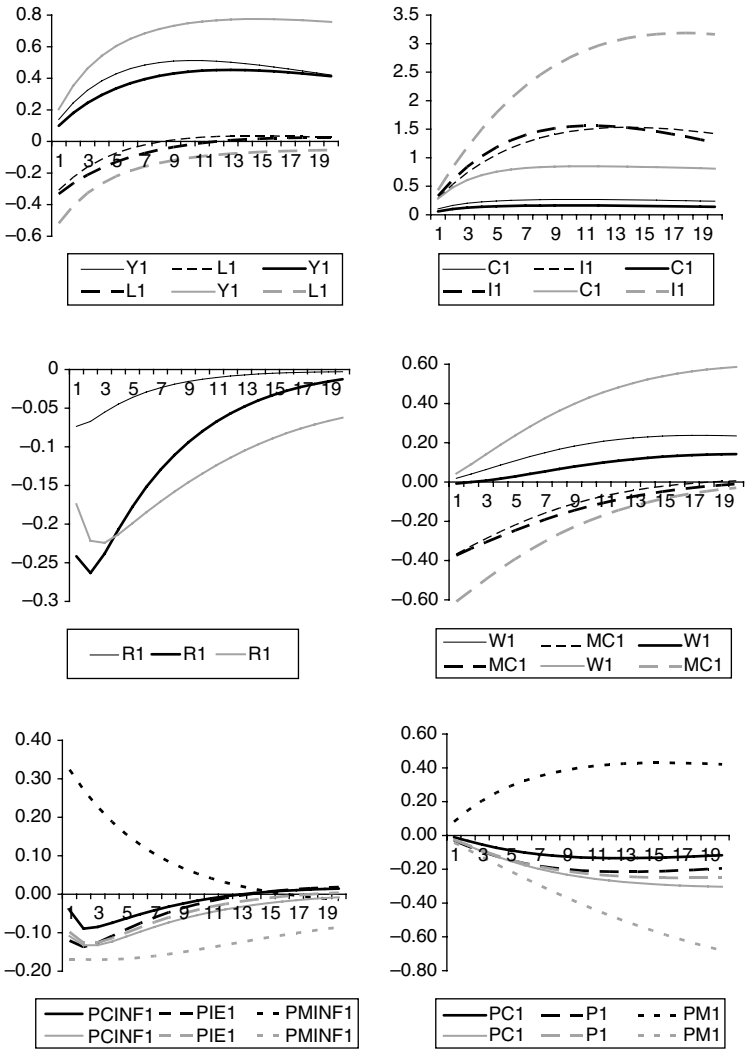 0.8
0.6
0.4
0.2
0
–0.2
–0.4
–0.6
1 3 5 7 9 11 13 15 17 19
Y1 L1 Y1
L1 Y1 L1
3.5
3
2.5
2
1.5
1
0.5
0
1 3 5 7 9 11 13 15 17 19
C1 I1 C1
I1 C1 I1
0
–0.05
–0.1
–0.15
–0.2
–0.25
–0.3
1 3 5 7 9 11 13 15 17 19
R1 R1 R1
0.60
0.40
0.20
0.00
–0.20
–0.40
–0.60
1 3 5 7 9 11 13 15 17 19
W1 MC1 W1
MC1 W1 MC1
0.40
0.30
0.20
0.10
0.00
–0.10
–0.20
1 3 5 7 9 11 13 15 17 19
PCINF1 PIE1 PMINF1
PCINF1 PIE1 PMINF1
0.60
0.40
0.20
0.00
–0.20
–0.40
–0.60
–0.80
1 3 5 7 9 11 13 15 17 19
PC1 P1 PM1
PC1 P1 PM1